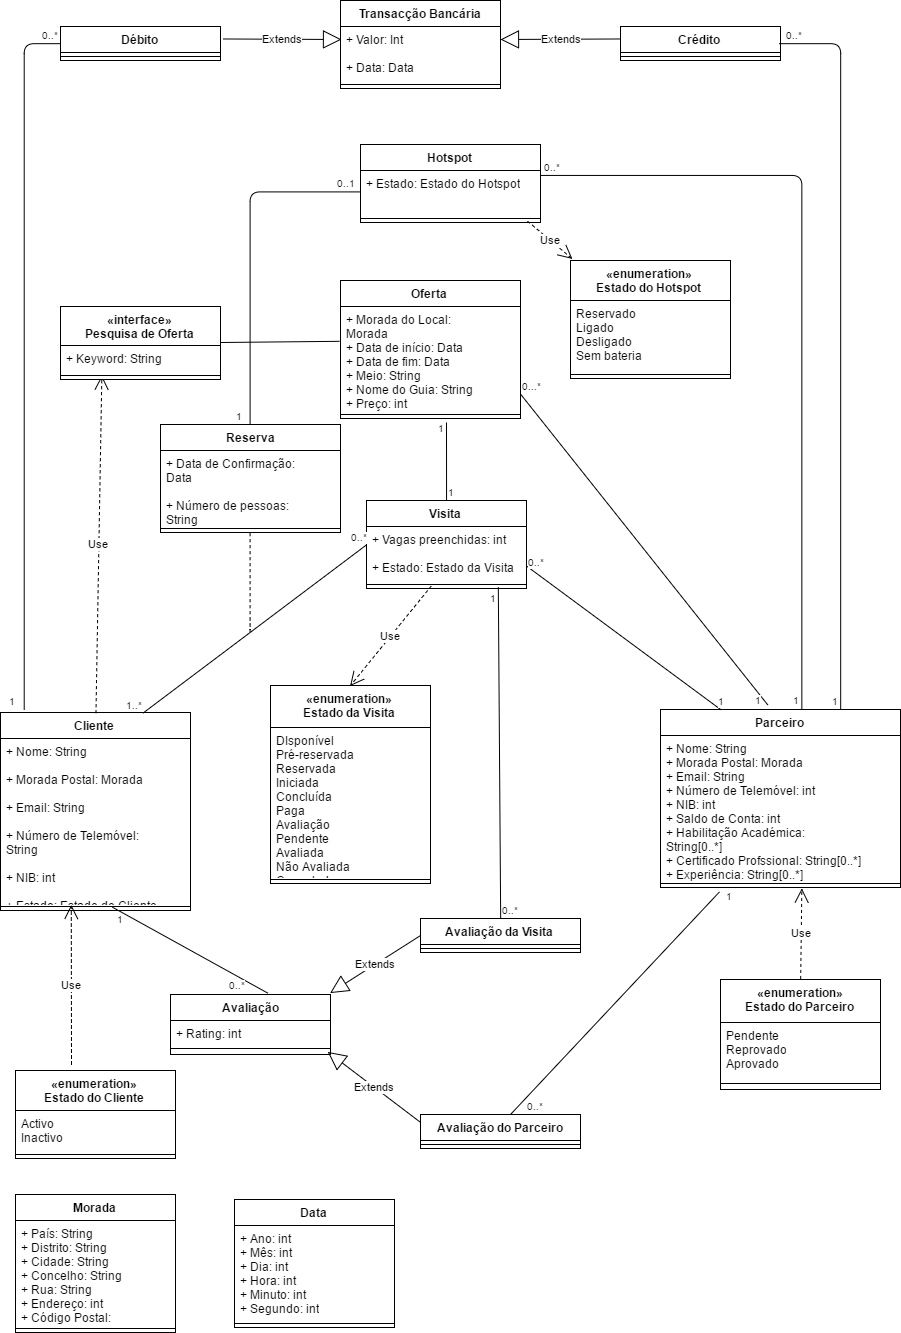 Transacção Bancária
+ Valor: Int
+ Data: Data
Débito
Extends
Extends
Crédito
0..*
0..*
Hotspot
+ Estado: Estado do Hotspot
0..1
0..*
Use
«enumeration»
Estado do Hotspot
Reservado
Ligado
Desligado
Sem bateria
«interface»
Pesquisa de Oferta
+ Keyword: String
Oferta
+ Morada do Local:
Morada
+ Data de início: Data
+ Data de fim: Data
+ Meio: String
+ Nome do Guia: String
+ Preço: int
0...*
1
1
Reserva
+ Data de Confirmação:
Data
+ Número de pessoas:
String
1
Visita
+ Vagas preenchidas: int
+ Estado: Estado da Visita
0..*
0..*
Use
1
Use
«enumeration»
Estado da Visita
DIsponível
Pré-reservada
Reservada
Iniciada
Concluída
Paga
Avaliação
Pendente
Avaliada
Não Avaliada
1
1..*
Cliente
+ Nome: String
+ Morada Postal: Morada
+ Email: String
+ Número de Telemóvel:
String
+ NIB: int
+ Estado: Estado do Cliente
1
1
1
1
Parceiro
+ Nome: String
+ Morada Postal: Morada
+ Email: String
+ Número de Telemóvel: int
+ NIB: int
+ Saldo de Conta: int
+ Habilitação Académica:
String[0..*]
+ Certificado Profssional: String[0..*]
+ Experiência: String[0..*]
1
1
0..*
Avaliação da Visita
Extends
Use
Use
0..*
Avaliação
+ Rating: int
«enumeration»
Estado do Parceiro
Pendente
Reprovado
Aprovado
«enumeration»
Estado do Cliente
Activo
Inactivo
Extends
0..*
Avaliação do Parceiro
Morada
+ País: String
+ Distrito: String
+ Cidade: String
+ Concelho: String
+ Rua: String
+ Endereço: int
+ Código Postal:
Data
+ Ano: int
+ Mês: int
+ Dia: int
+ Hora: int
+ Minuto: int
+ Segundo: int